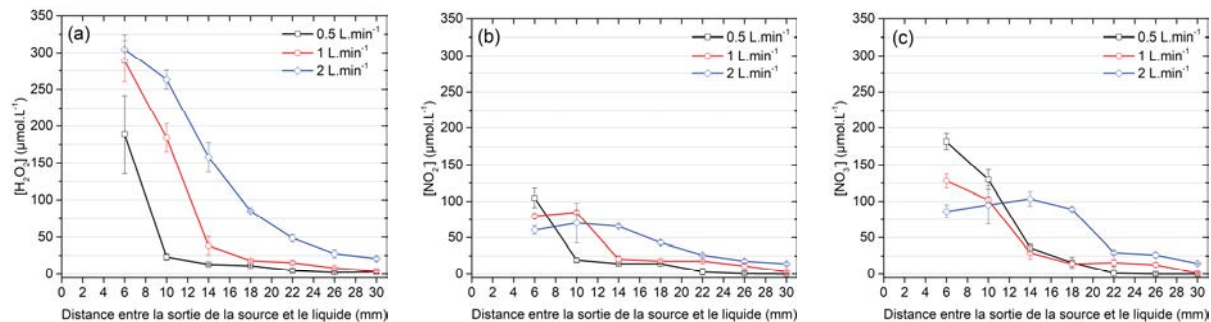 (a)
0.5 L.min⁻¹
1 L.min⁻¹
2 L.min⁻¹
[H₂O₂] (µmol.L⁻¹)
350
300
250
200
150
100
50
0
0 2 4 6 8 10 12 14 16 18 20 22 24 26 28 30
Distance entre la sortie de la source et le liquide (mm)
(b)
0.5 L.min⁻¹
1 L.min⁻¹
2 L.min⁻¹
[NO₂⁻] (µmol.L⁻¹)
350
300
250
200
150
100
50
0
0 2 4 6 8 10 12 14 16 18 20 22 24 26 28 30
Distance entre la sortie de la source et le liquide (mm)
(c)
0.5 L.min⁻¹
1 L.min⁻¹
2 L.min⁻¹
[NO₃⁻] (µmol.L⁻¹)
350
300
250
200
150
100
50
0
0 2 4 6 8 10 12 14 16 18 20 22 24 26 28 30
Distance entre la sortie de la source et le liquide (mm)